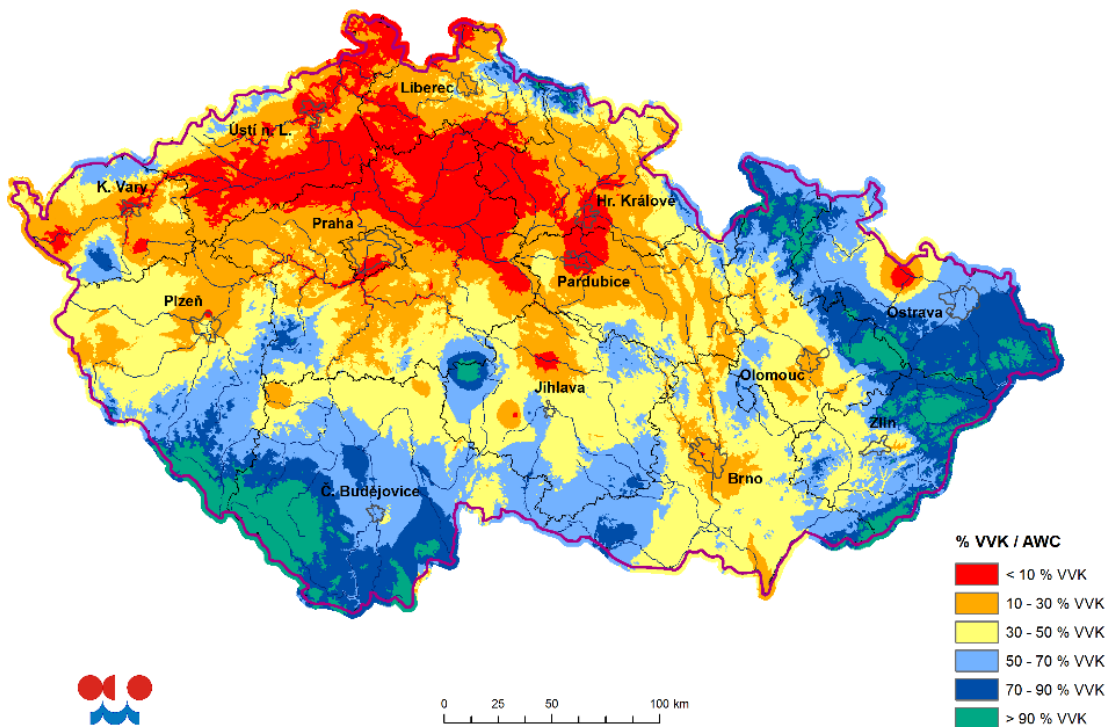 Liberec
Ústí n. L.
K. Vary
Hr. Králové
Praha
Pardubice
Plzeň
Ostrava
Olomouc
Jihlava
Zlín
Brno
Č. Budějovice
% VVK / AWC
< 10 % VVK
10 - 30 % VVK
30 - 50 % VVK
50 - 70 % VVK
70 - 90 % VVK
> 90 % VVK
0 25 50 100 km